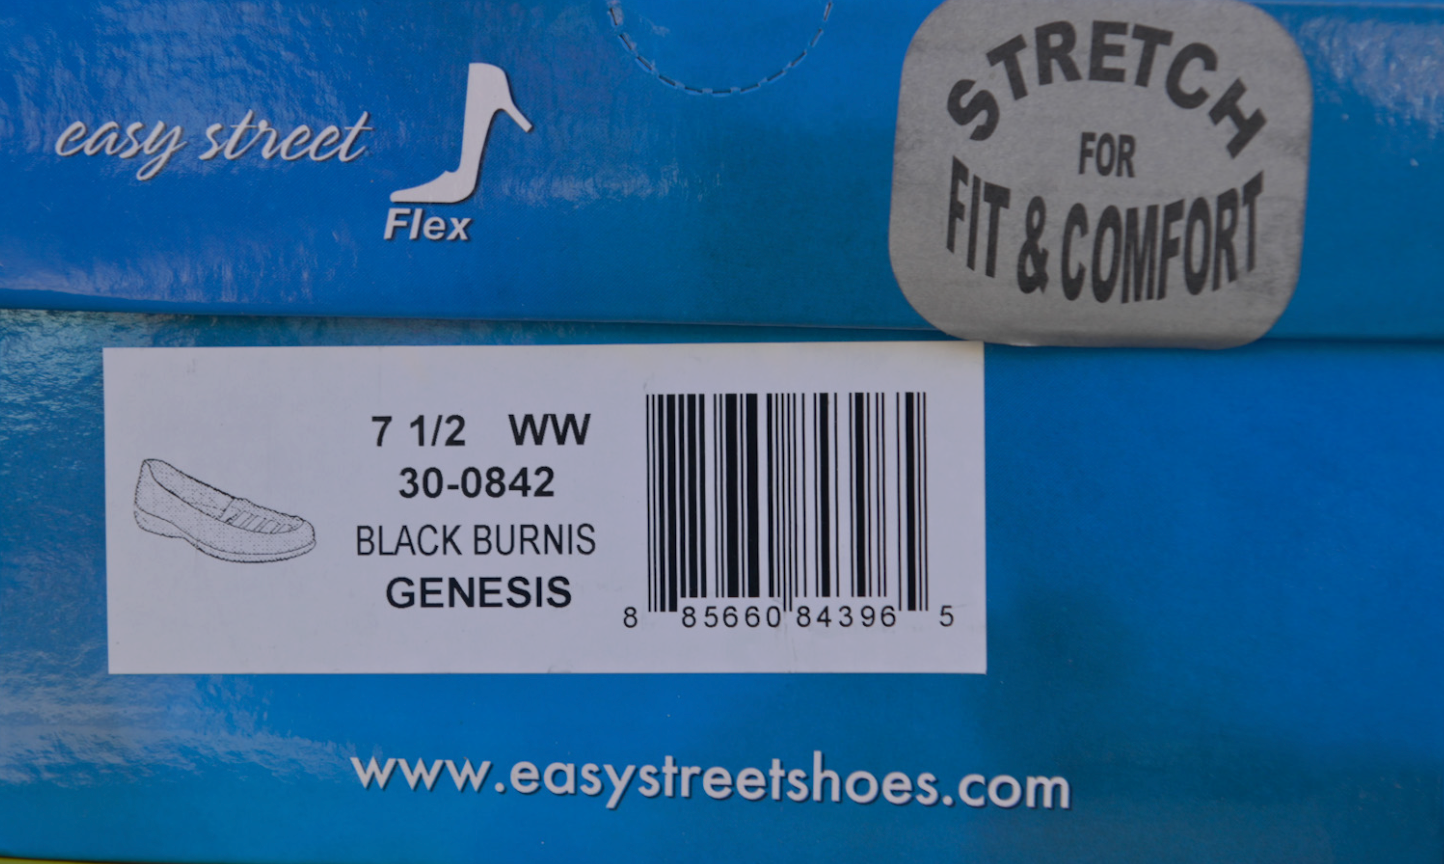 easy street
Flex
STRETCH
FOR
FIT & COMFORT
7 1/2 WW
30-0842
BLACK BURNIS
GENESIS
8 85660 84396 5
www.easystreetshoes.com